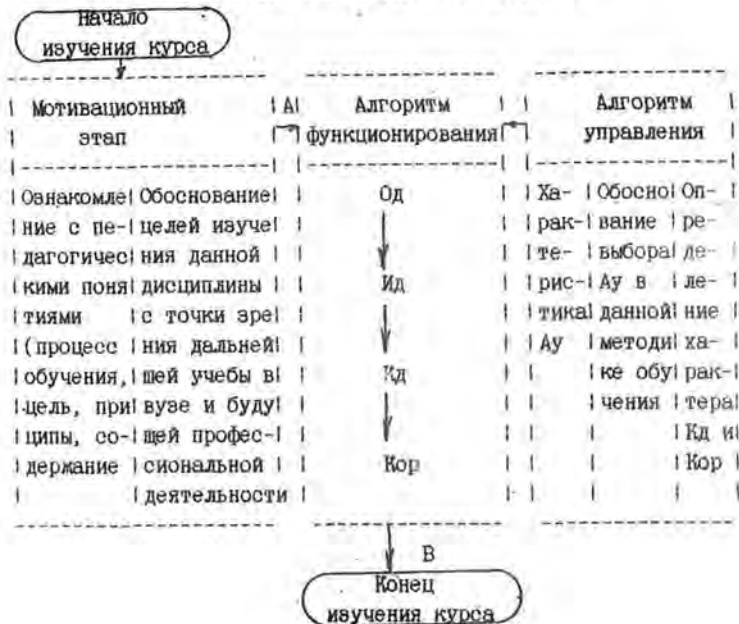 Начало
изучения курса
Мотивационный
этап
А
Алгоритм
функционирования
Алгоритм
управления
Ознакомле
ние с пе-
дагогичес
кими поня
тиями
(процесс
обучения,
цель, при
ципы, со-
держание
Обоснование
целей изуче
ния данной
дисциплины
с точки зре
ния дальней
шей учебы в
вузе и буду
щей профес-
сиональной
деятельности
Од
Ид
Кд
Кор
Ха-
рак-
те-
рис-
тика
Ау
Обосно
вание
выбора
Ау в
данной
методи
ке обу
чения
Оп-
ре-
де-
ле-
ние
ха-
рак-
тера
Кд и
Кор
В
Конец
изучения курса